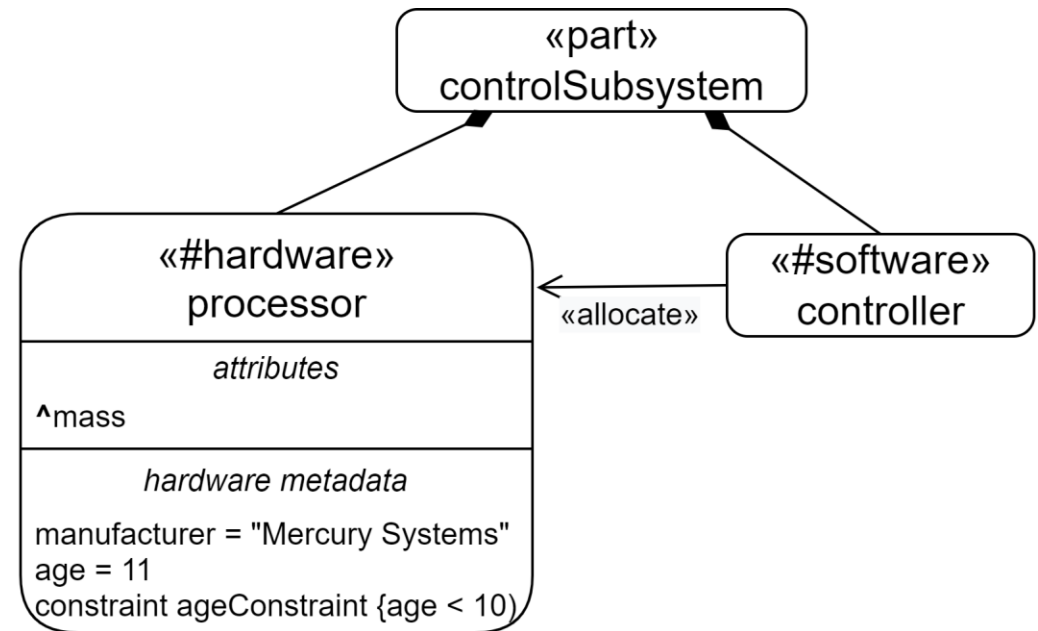 «part»
controlSubsystem
«#hardware»
processor
attributes
^mass
hardware metadata
manufacturer = "Mercury Systems"
age = 11
constraint ageConstraint {age < 10)
«allocate»
«#software»
controller